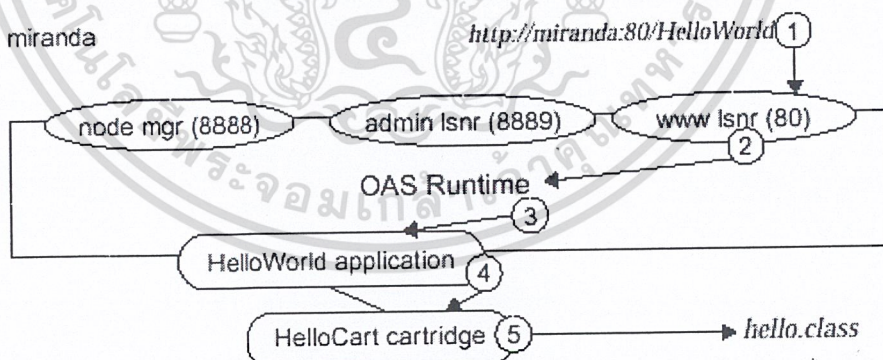 miranda
http://miranda:80/HelloWorld 1
node mgr (8888) admin lsnr (8889) www lsnr (80)
2
OAS Runtime
3
HelloWorld application 4
HelloCart cartridge 5 hello.class